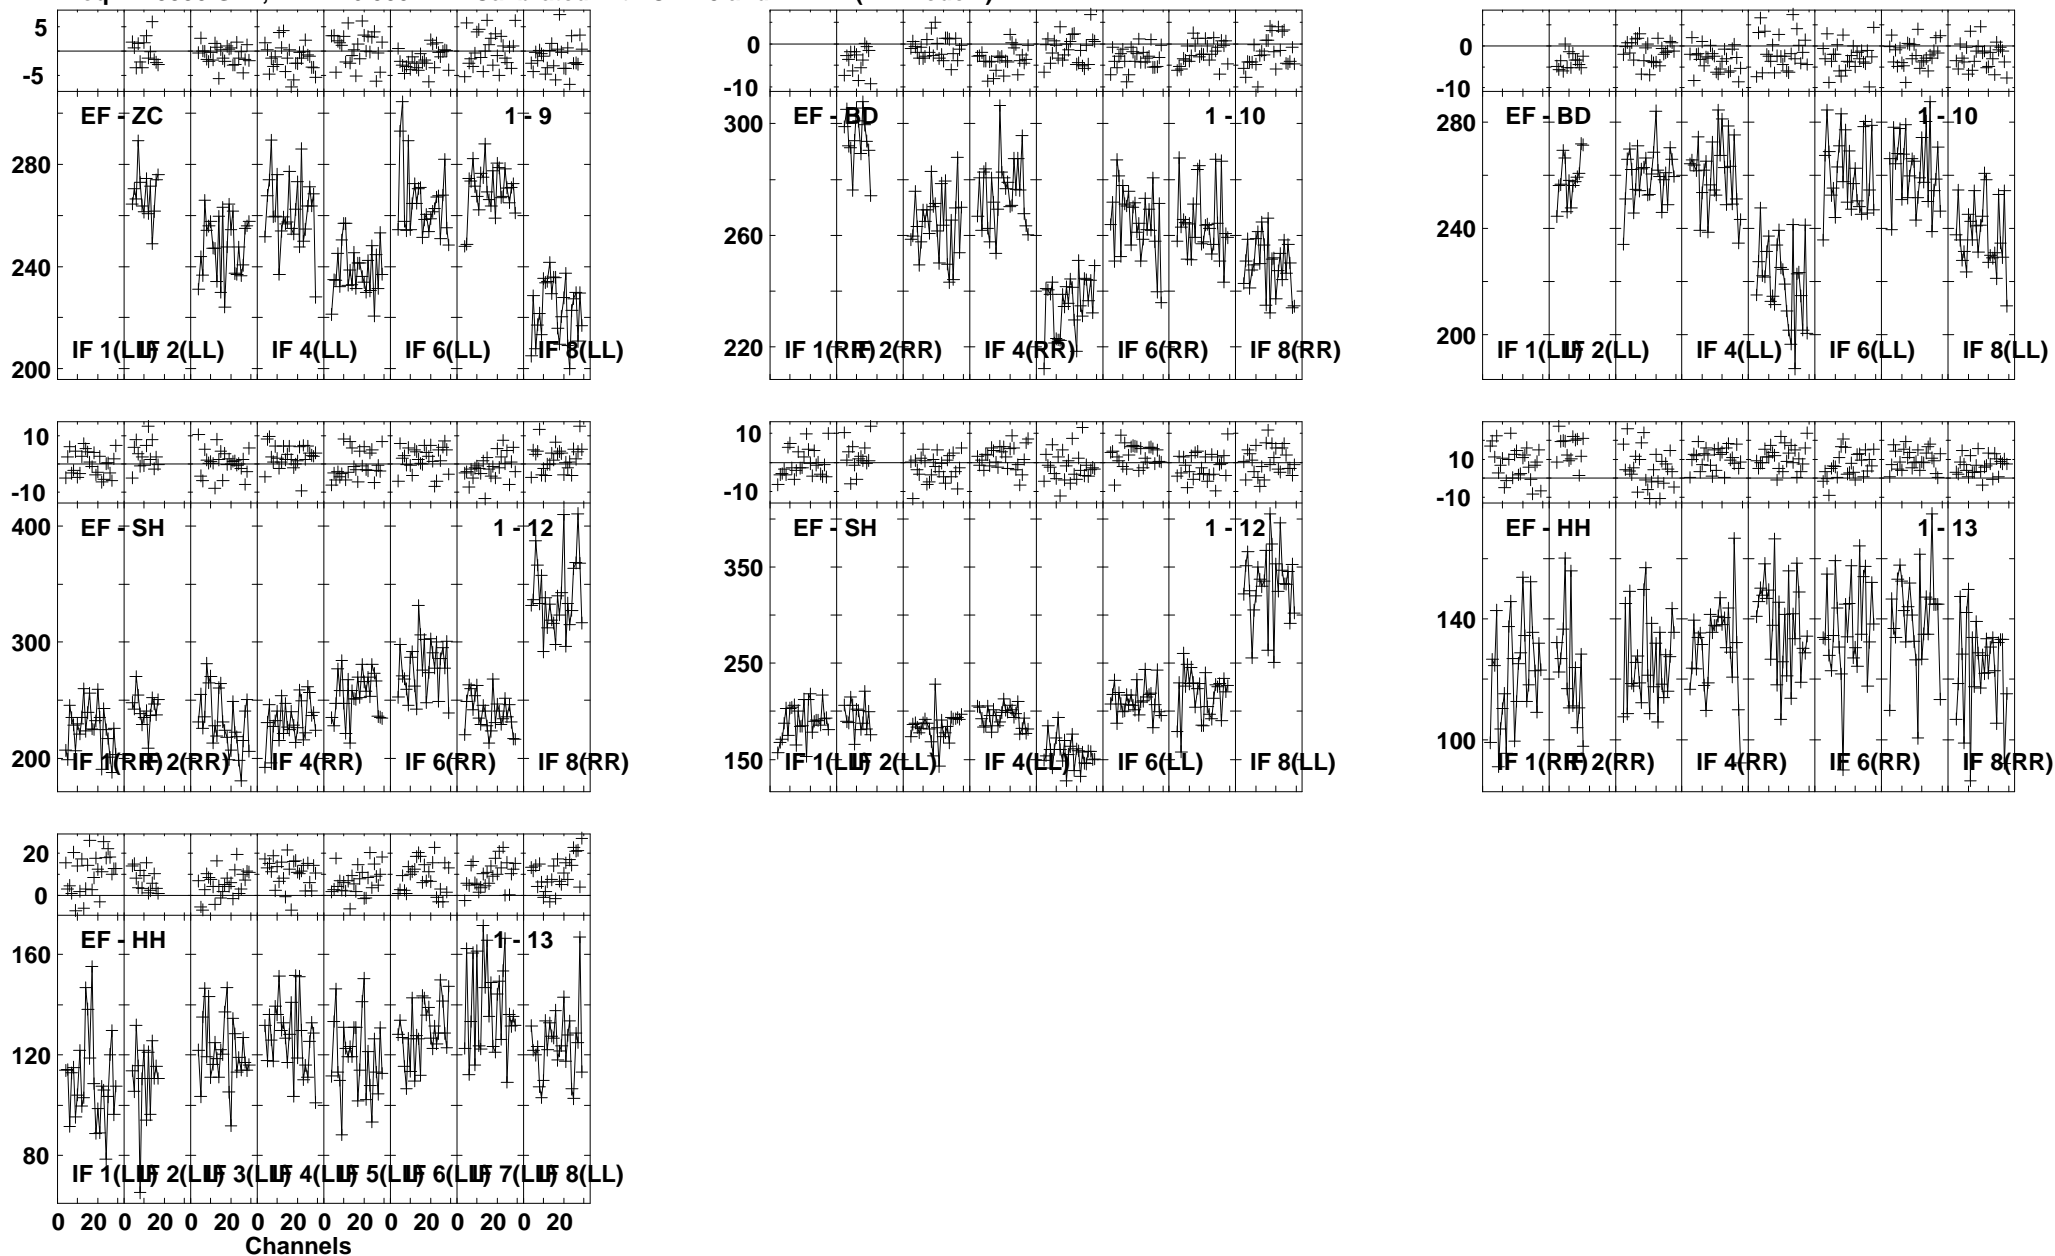 5
0
0
-5
-10
-10
EF - ZC
1 - 9
300
EF - BD
1 - 10
280
EF - BD
1 - 10
280
260
240
240
220
200
200
IF 1(LL)
IF 2(LL)
IF 4(LL)
IF 6(LL)
IF 8(LL)
IF 1(RR)
IF 2(RR)
IF 4(RR)
IF 6(RR)
IF 8(RR)
IF 1(LL)
IF 2(LL)
IF 4(LL)
IF 6(LL)
IF 8(LL)
10
10
10
-10
-10
-10
400
EF - SH
1 - 12
EF - SH
1 - 12
EF - HH
1 - 13
350
300
140
250
200
150
100
IF 1(RR)
IF 2(RR)
IF 4(RR)
IF 6(RR)
IF 8(RR)
IF 1(LL)
IF 2(LL)
IF 4(LL)
IF 6(LL)
IF 8(LL)
IF 1(RR)
IF 2(RR)
IF 4(RR)
IF 6(RR)
IF 8(RR)
20
0
EF - HH
1 - 13
160
120
80
IF 1(LL)
IF 2(LL)
IF 3(LL)
IF 4(LL)
IF 5(LL)
IF 6(LL)
IF 7(LL)
IF 8(LL)
0 20 0 20 0 20 0 20 0 20 0 20 0 20 0 20
Channels